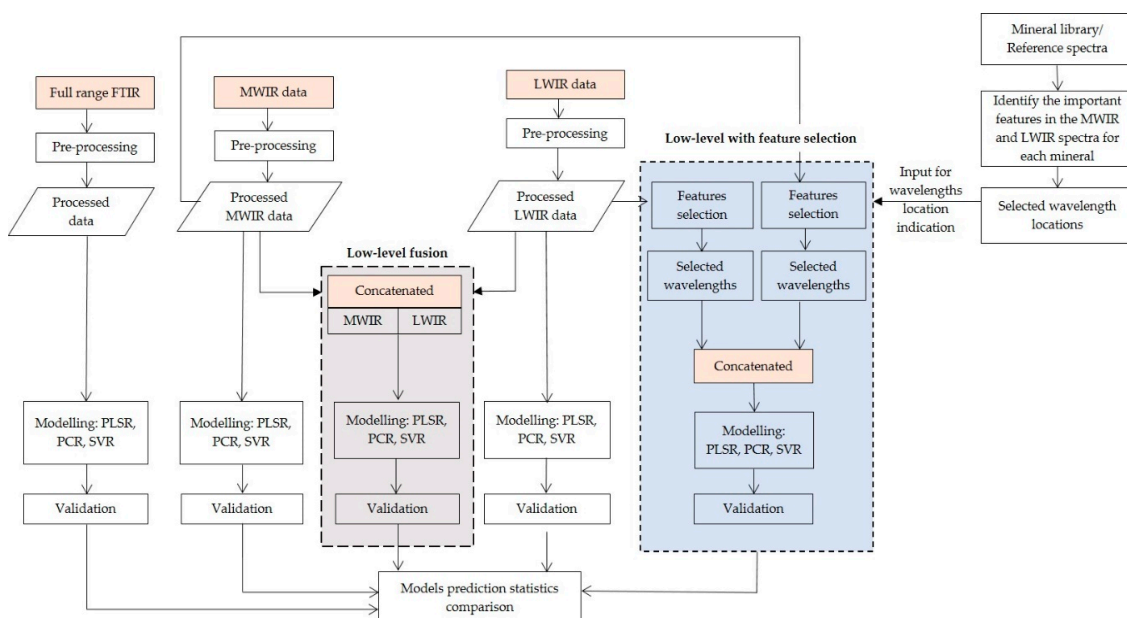 Mineral library/
Reference spectra
Full range FTIR
MWIR data
LWIR data
Pre-processing
Pre-processing
Pre-processing
Identify the important
features in the MWIR
and LWIR spectra for
each mineral
Low-level with feature selection
Processed
data
Processed
MWIR data
Processed
LWIR data
Features
selection
Features
selection
Input for
wavelengths
location
indication
Selected wavelength
locations
Low-level fusion
Selected
wavelengths
Selected
wavelengths
Concatenated
MWIR
LWIR
Concatenated
Modelling: PLSR,
PCR, SVR
Modelling: PLSR,
PCR, SVR
Modelling: PLSR,
PCR, SVR
Modelling: PLSR,
PCR, SVR
Modelling:
PLSR, PCR, SVR
Validation
Validation
Validation
Validation
Validation
Models prediction statistics
comparison